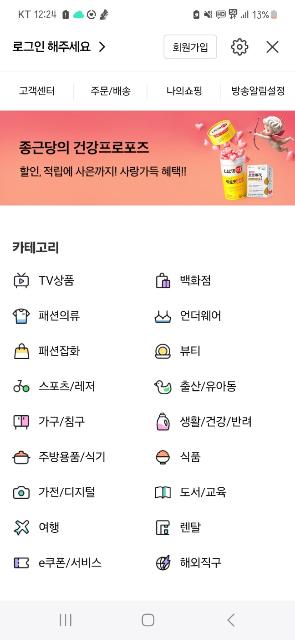 KT 12:24 13%
로그인 해주세요
회원가입
고객센터 주문/배송 나의쇼핑 방송알림설정
종근당의 건강프로포즈
할인, 적립에 사은까지! 사랑가득 혜택!!
카테고리
TV상품 백화점
패션의류 언더웨어
패션잡화 뷰티
스포츠/레저 출산/유아동
가구/침구 생활/건강/반려
주방용품/식기 식품
가전/디지털 도서/교육
여행 렌탈
e쿠폰/서비스 해외직구